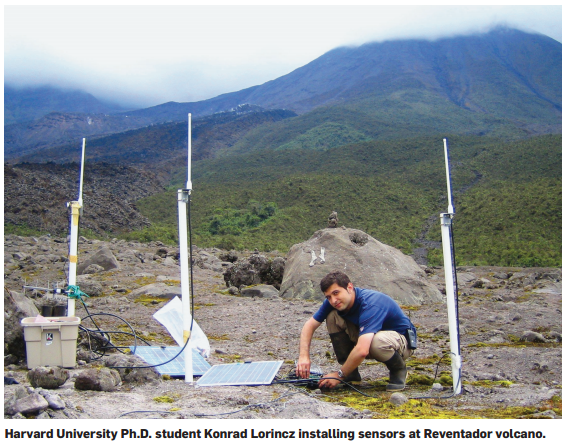 Harvard University Ph.D. student Konrad Lorincz installing sensors at Reventador volcano.